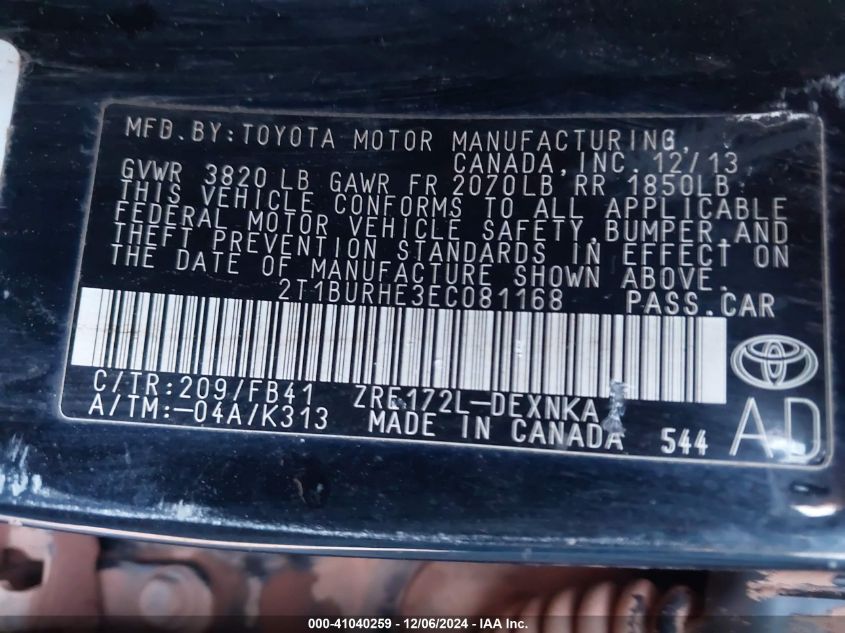 MFD.BY:TOYOTA MOTOR MANUFACTURING,
CANADA,INC. 12/13
GVWR 3820 LB GAWR FR 2070LB RR 1850LB
THIS VEHICLE CONFORMS TO ALL APPLICABLE
FEDERAL MOTOR VEHICLE SAFETY,BUMPER,AND
THEFT PREVENTION STANDARDS IN EFFECT ON
THE DATE OF MANUFACTURE SHOWN ABOVE.
2T1BURHE3EC081168 PASS.CAR
C/TR:209/FB41 ZRE172L-DEXNKA
A/TM:-04A/K313 MADE IN CANADA 544 AD
000-41040259 - 12/06/2024 - IAA Inc.